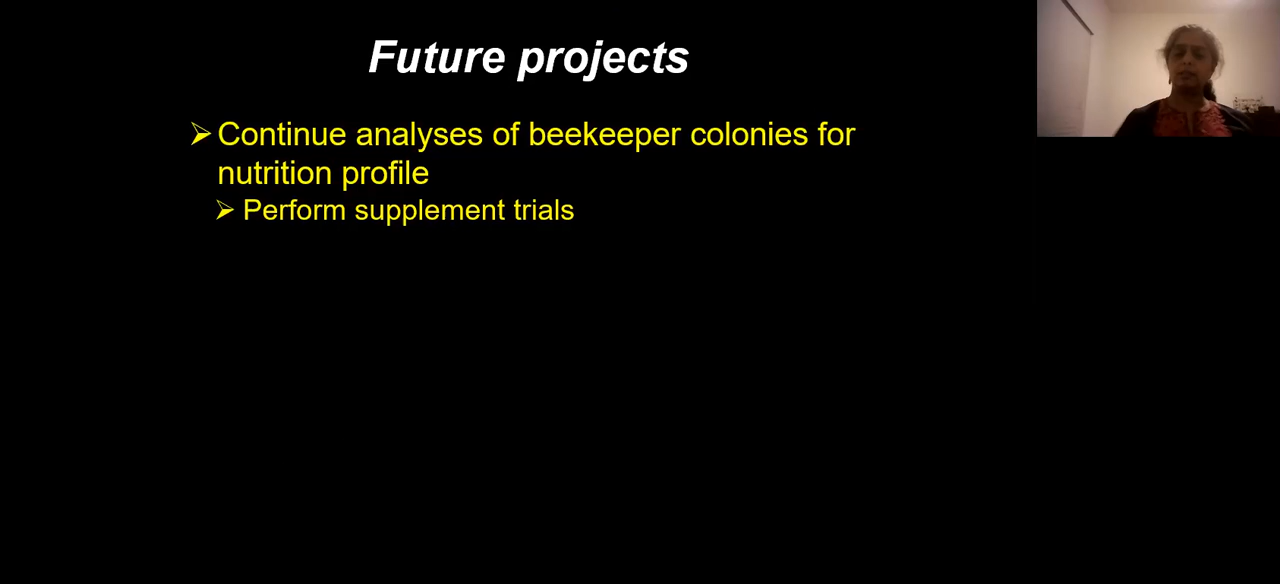 Future projects
➢ Continue analyses of beekeeper colonies for
nutrition profile
➢ Perform supplement trials